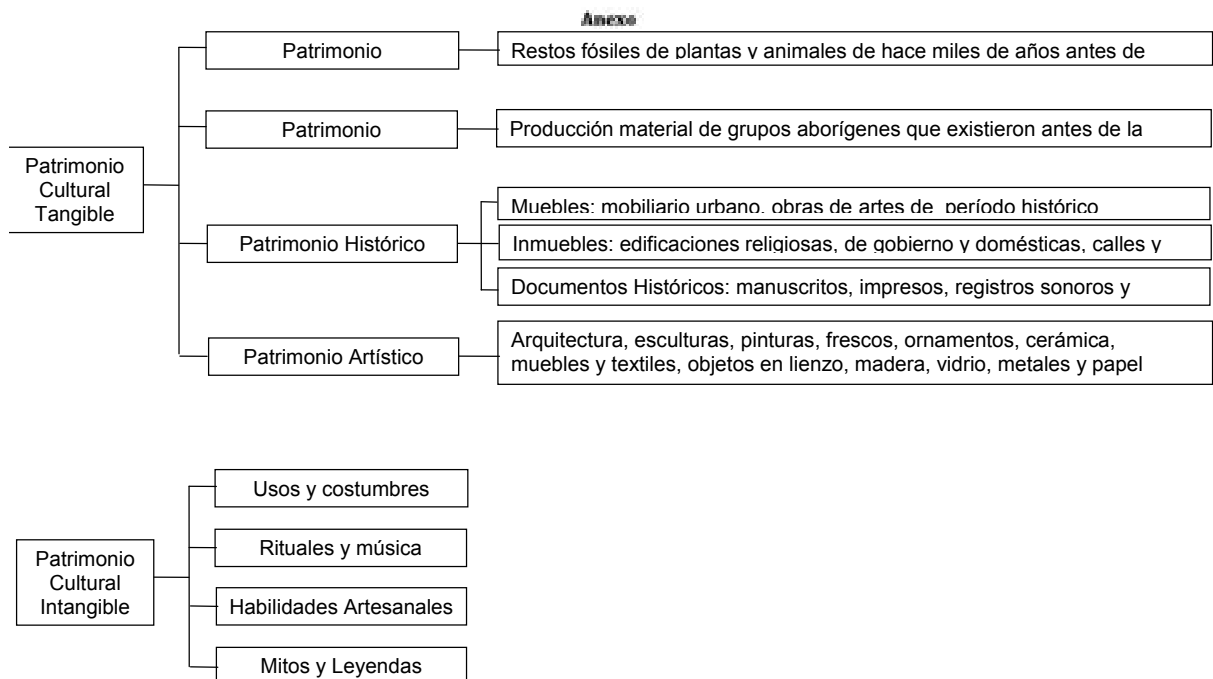 Anexo
Patrimonio
Restos fósiles de plantas y animales de hace miles de años antes de
Patrimonio
Producción material de grupos aborígenes que existieron antes de la
Patrimonio
Cultural
Tangible
Patrimonio Histórico
Muebles: mobiliario urbano, obras de artes de período histórico
Inmuebles: edificaciones religiosas, de gobierno y domésticas, calles y
Documentos Históricos: manuscritos, impresos, registros sonoros y
Patrimonio Artístico
Arquitectura, esculturas, pinturas, frescos, ornamentos, cerámica,
muebles y textiles, objetos en lienzo, madera, vidrio, metales y papel
Patrimonio
Cultural
Intangible
Usos y costumbres
Rituales y música
Habilidades Artesanales
Mitos y Leyendas